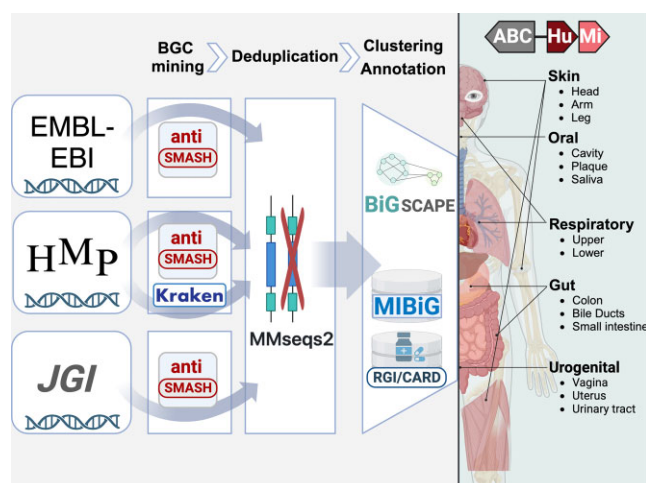 BGC mining
Deduplication
Clustering Annotation
EMBL-
EBI
HMP
JGI
anti
SMASH
anti
SMASH
Kraken
anti
SMASH
MMseqs2
BiG SCAPE
MIBiG
RGI/CARD
ABC
Hu
Mi
Skin
• Head
• Arm
• Leg
Oral
• Cavity
• Plaque
• Saliva
Respiratory
• Upper
• Lower
Gut
• Colon
• Bile Ducts
• Small intestine
Urogenital
• Vagina
• Uterus
• Urinary tract